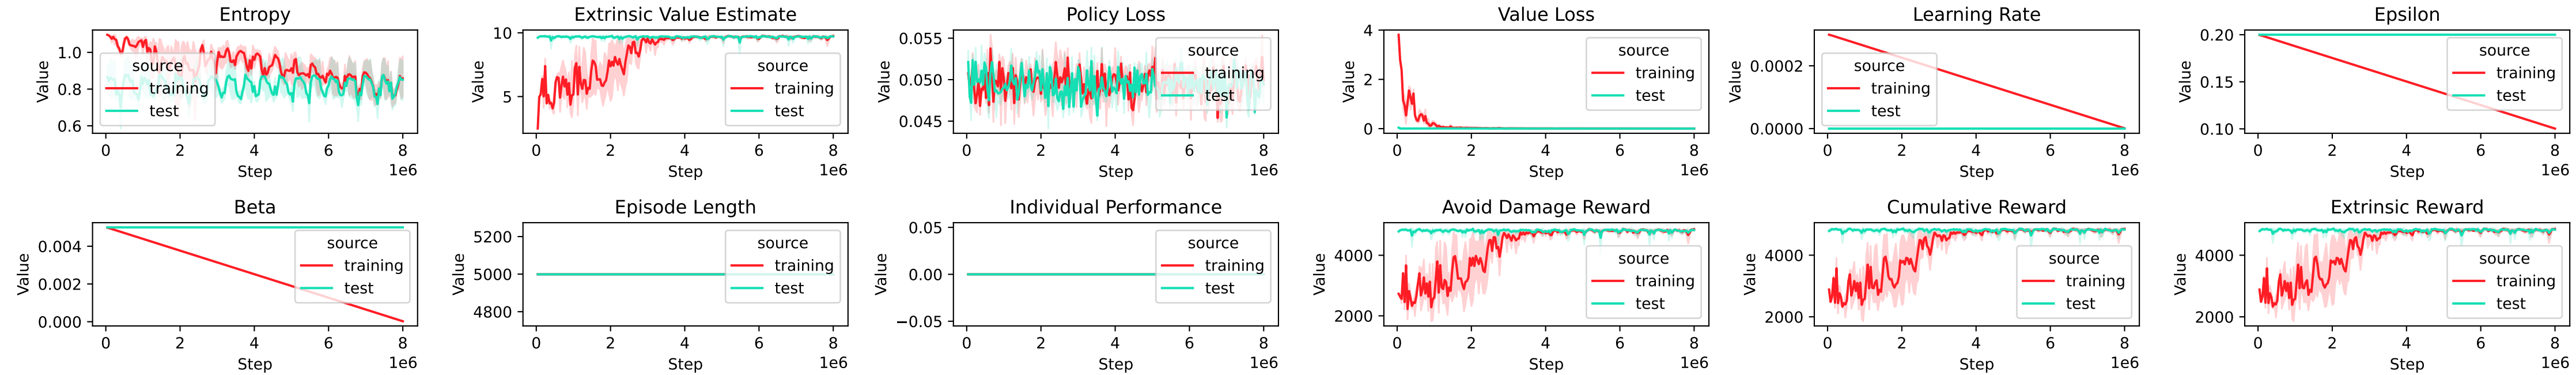 Entropy
Value
1.0
0.8
0.6
source
training
test
0 2 4 6 8
Step
1e6
Extrinsic Value Estimate
Value
10
5
source
training
test
0 2 4 6 8
Step
1e6
Policy Loss
Value
0.055
0.050
0.045
source
training
test
0 2 4 6 8
Step
1e6
Value Loss
Value
4
2
0
source
training
test
0 2 4 6 8
Step
1e6
Learning Rate
Value
0.0002
0.0000
source
training
test
0 2 4 6 8
Step
1e6
Epsilon
Value
0.20
0.15
0.10
source
training
test
0 2 4 6 8
Step
1e6
Beta
Value
0.004
0.002
0.000
source
training
test
0 2 4 6 8
Step
1e6
Episode Length
Value
5200
5000
4800
source
training
test
0 2 4 6 8
Step
1e6
Individual Performance
Value
0.05
0.00
−0.05
source
training
test
0 2 4 6 8
Step
1e6
Avoid Damage Reward
Value
4000
2000
source
training
test
0 2 4 6 8
Step
1e6
Cumulative Reward
Value
4000
2000
source
training
test
0 2 4 6 8
Step
1e6
Extrinsic Reward
Value
4000
2000
source
training
test
0 2 4 6 8
Step
1e6